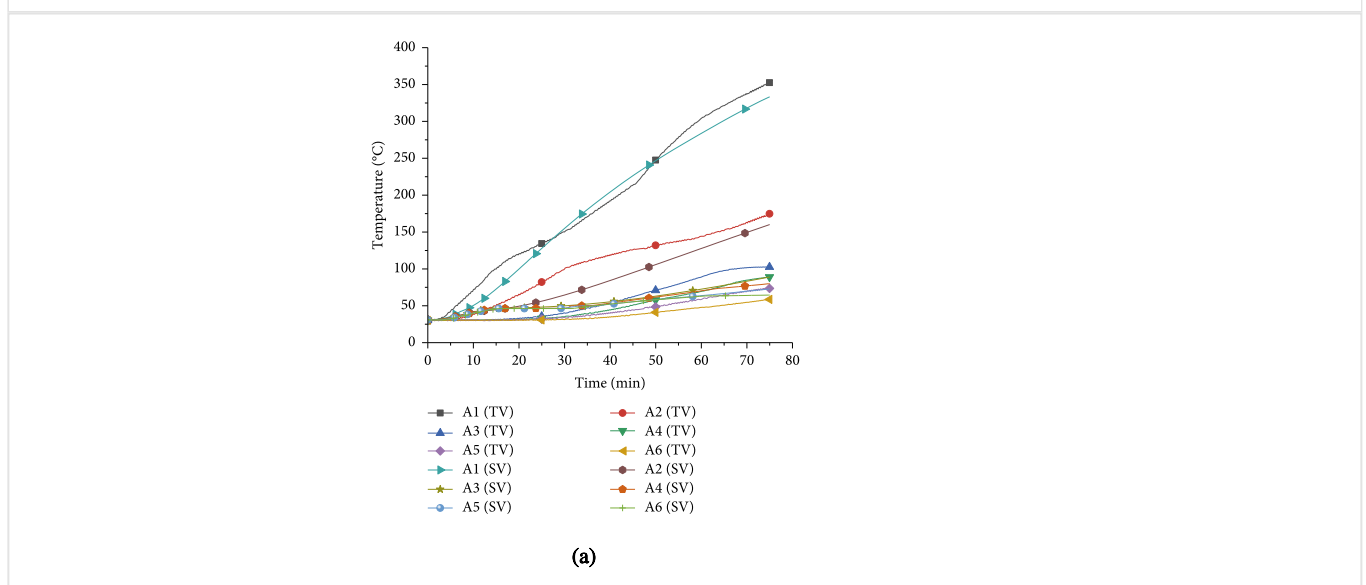 400
350
300
250
200
150
100
50
0
Temperature (°C)
0 10 20 30 40 50 60 70 80
Time (min)
A1 (TV) A2 (TV)
A3 (TV) A4 (TV)
A5 (TV) A6 (TV)
A1 (SV) A2 (SV)
A3 (SV) A4 (SV)
A5 (SV) A6 (SV)
(a)